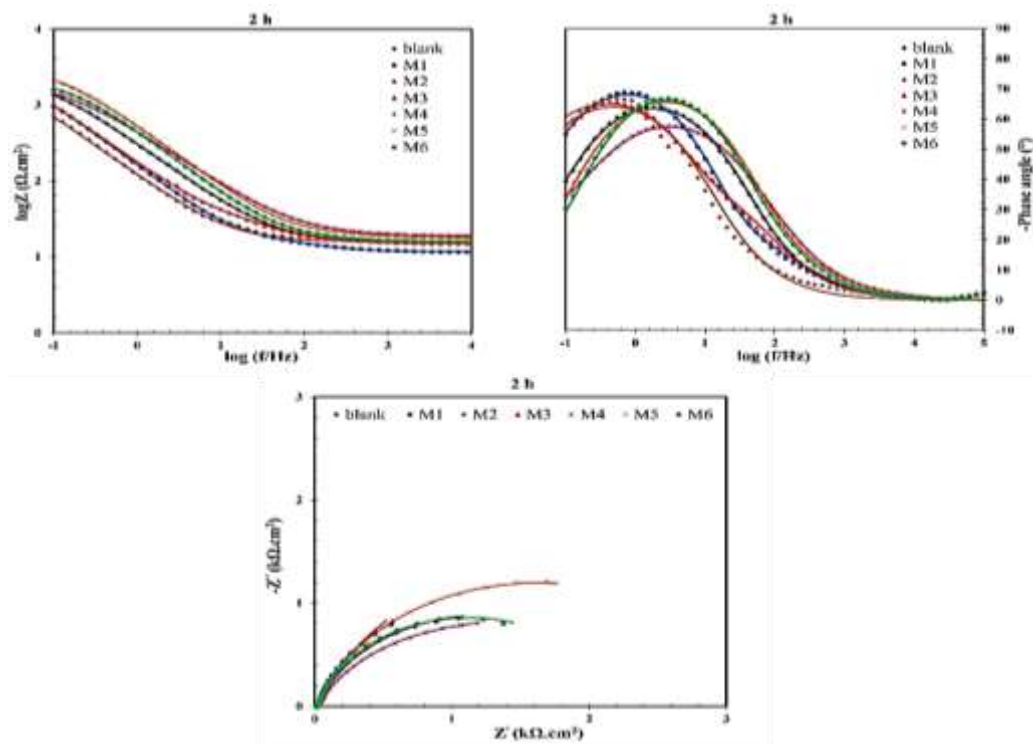 2 h
4
3
2
1
0
logZ (Ω.cm²)
-1 0 1 2 3 4
log (f/Hz)
blank
M1
M2
M3
M4
M5
M6
2 h
90
80
70
60
50
40
30
20
10
0
-10
-Phase angle (°)
-1 0 1 2 3 4 5
log (f/Hz)
blank
M1
M2
M3
M4
M5
M6
2 h
blank M1 M2 M3 M4 M5 M6
3
2
1
0
-Z" (kΩ.cm²)
0 1 2 3
Z' (kΩ.cm²)